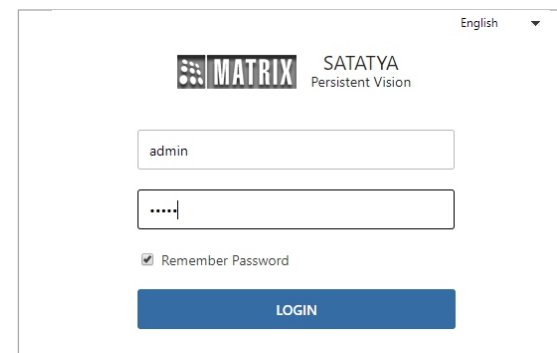 English
MATRIX
SATATYA
Persistent Vision
admin
•••••
Remember Password
LOGIN